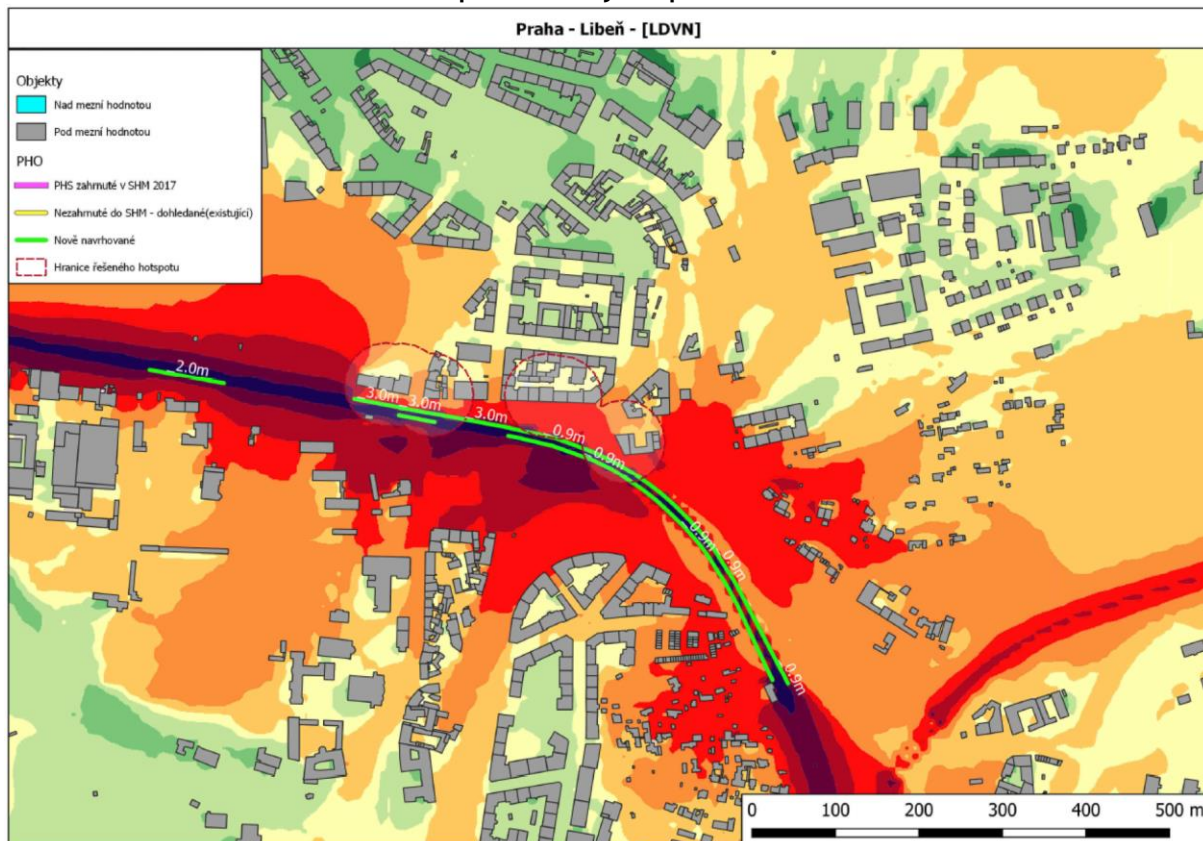 Praha - Libeň - [LDVN]
Objekty
Nad mezní hodnotou
Pod mezní hodnotou
PHO
PHS zahrnuté v SHM 2017
Nezahrnuté do SHM - dohledané(existující)
Nově navrhované
Hranice řešeného hotspotu
2.0m
3.0m
3.0m
3.0m
0.9m
0.9m
0.9m
0.9m
0.9m
0 100 200 300 400 500 m